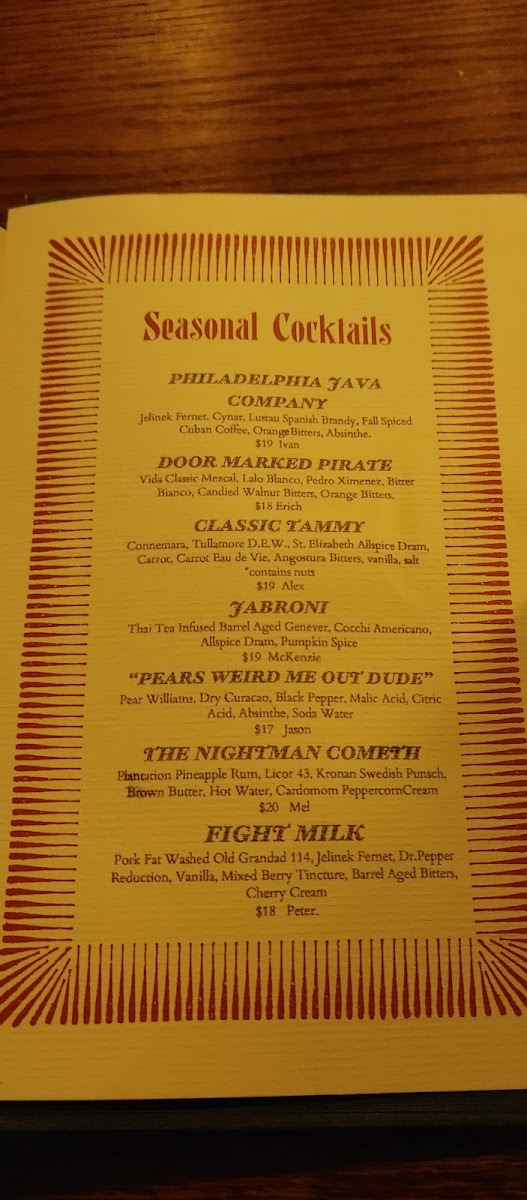 Seasonal Cocktails
PHILADELPHIA JAVA
COMPANY
Jelinek Fernet, Cynar, Lustau Spanish Brandy, Fall Spiced
Cuban Coffee, OrangeBitters, Absinthe.
$19 Ivan
DOOR MARKED PIRATE
Vida Classic Mezcal, Lalo Blanco, Pedro Ximenez, Bitter
Bianco, Candied Walnut Bitters, Orange Bitters.
$18 Erich
CLASSIC TAMMY
Connemara, Tullamore D.E.W., St. Elizabeth Allspice Dram,
Carrot, Carrot Eau de Vie, Angostura Bitters, vanilla, salt
*contains nuts
$19 Alex
JABRONI
Thai Tea Infused Barrel Aged Genever, Cocchi Americano,
Allspice Dram, Pumpkin Spice
$19 McKenzie
"PEARS WEIRD ME OUT DUDE"
Pear Williams, Dry Curacao, Black Pepper, Malic Acid, Citric
Acid, Absinthe, Soda Water
$17 Jason
THE NIGHTMAN COMETH
Plantation Pineapple Rum, Licor 43, Kronan Swedish Punsch,
Brown Butter, Hot Water, Cardomom PeppercornCream
$20 Mel
FIGHT MILK
Pork Fat Washed Old Grandad 114, Jelinek Fernet, Dr.Pepper
Reduction, Vanilla, Mixed Berry Tincture, Barrel Aged Bitters,
Cherry Cream
$18 Peter.